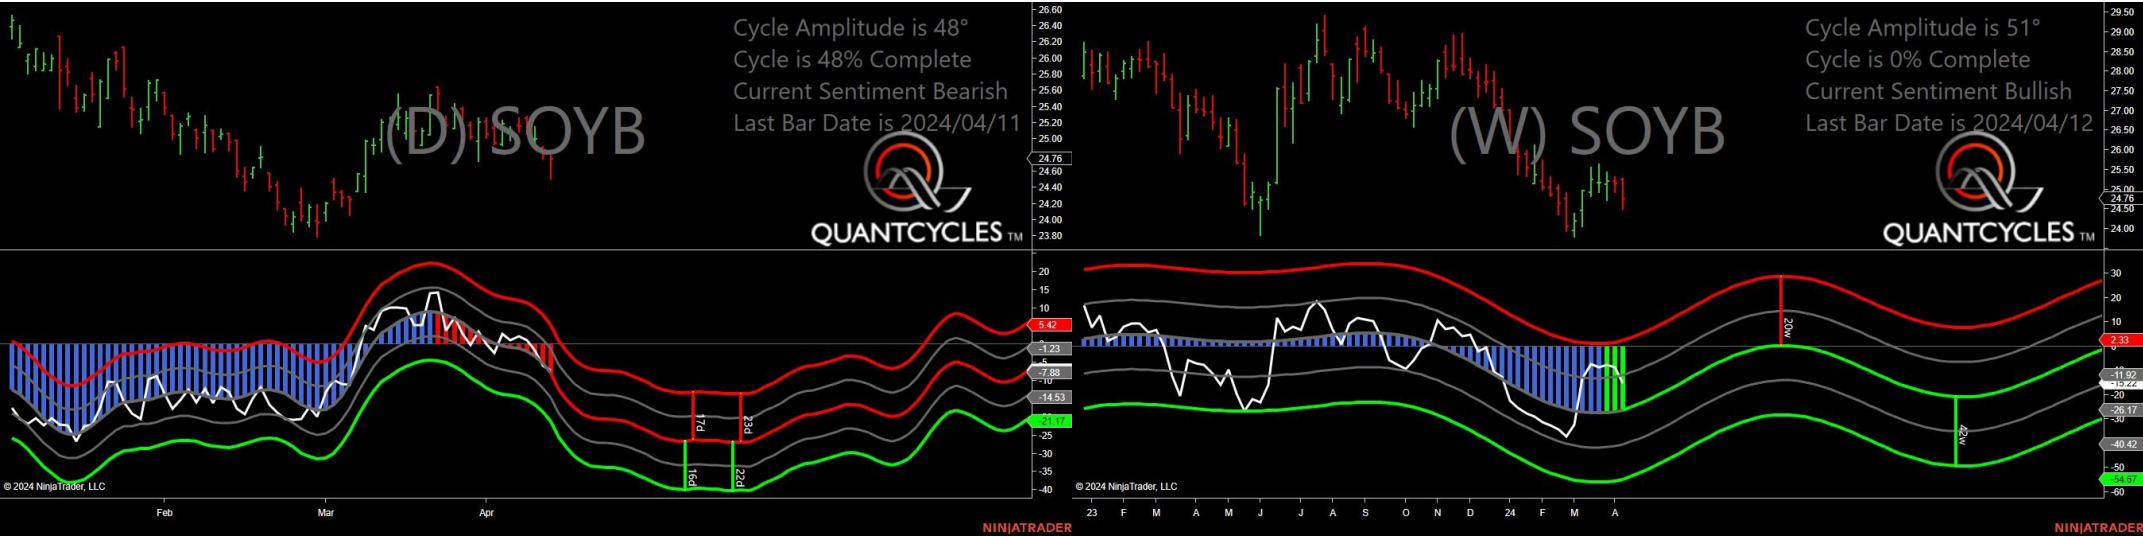 Cycle Amplitude is 48°
Cycle is 48% Complete
Current Sentiment Bearish
Last Bar Date is 2024/04/11
(D) SOYB
QUANTCYCLES TM
26.60
26.40
26.20
26.00
25.80
25.60
25.40
25.20
25.00
24.76
24.60
24.40
24.20
24.00
23.80
20
15
10
5.42
0
-1.23
-5
-7.88
-10
-14.53
-21.17
-25
-30
-35
-40
17d
23d
16d
22d
© 2024 NinjaTrader, LLC
Feb
Mar
Apr
NINJATRADER
Cycle Amplitude is 51°
Cycle is 0% Complete
Current Sentiment Bullish
Last Bar Date is 2024/04/12
(W) SOYB
QUANTCYCLES TM
29.50
29.00
28.50
28.00
27.50
27.00
26.50
26.00
25.50
25.00
24.76
24.50
24.00
30
20
10
2.33
0
-11.92
-15.22
-20
-26.17
-30
-40.42
-50
-54.67
-60
20w
42w
© 2024 NinjaTrader, LLC
23 F M A M J J A S O N D 24 F M A
NINJATRADER